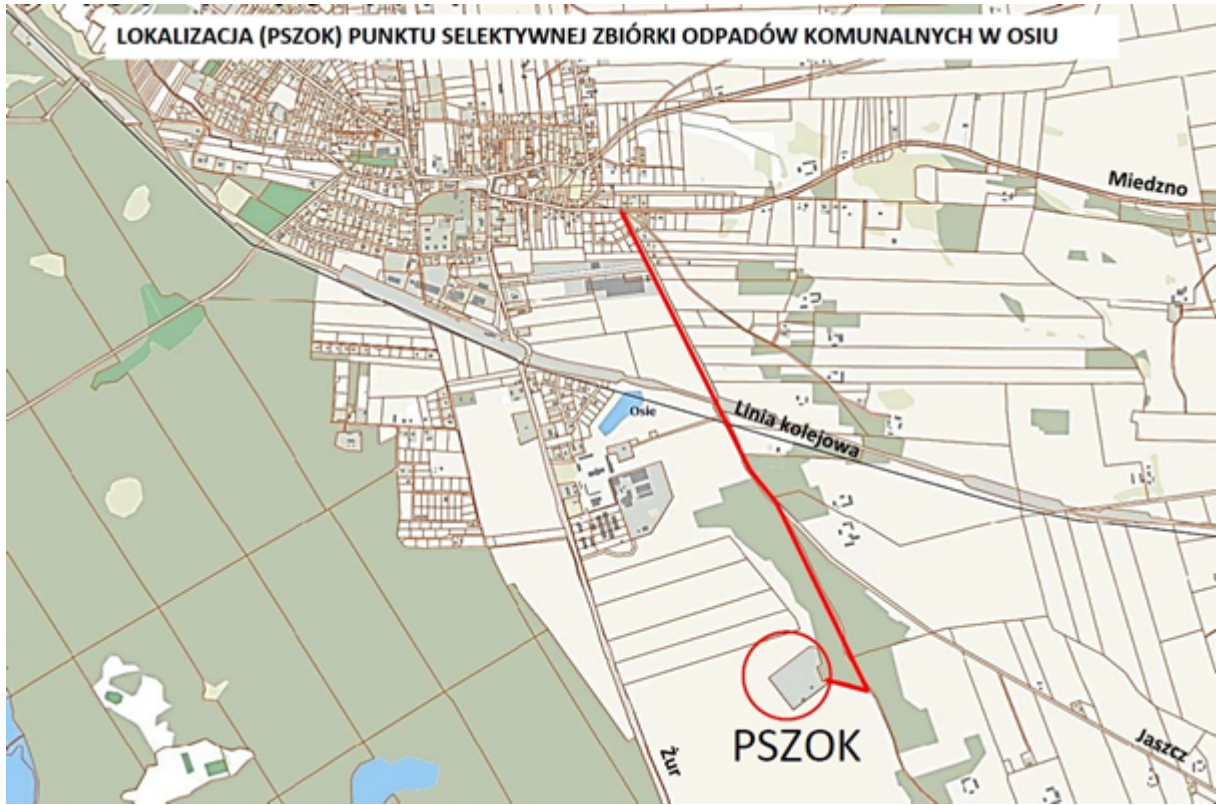 LOKALIZACJA (PSZOK) PUNKTU SELEKTYWNEJ ZBIÓRKI ODPADÓW KOMUNALNYCH W OSIU
Miedzno
Osie
Linia kolejowa
PSZOK
Żur
Jaszcz